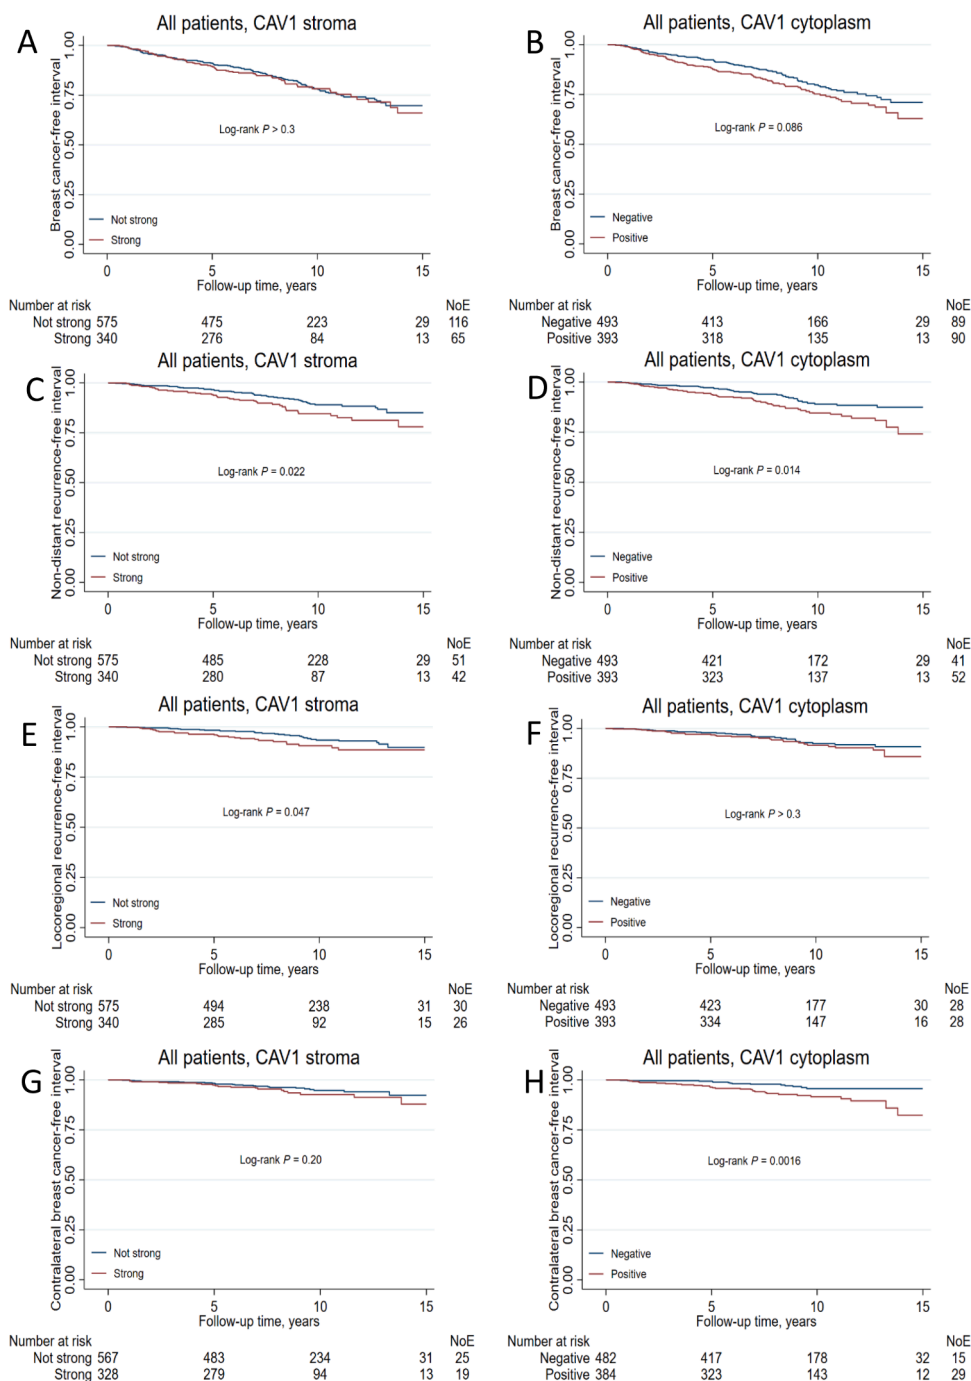 A
All patients, CAV1 stroma
Breast cancer-free interval
1.00
0.75
0.50
0.25
0.00
Log-rank P > 0.3
Not strong
Strong
0 5 10 15
Follow-up time, years
Number at risk NoE
Not strong 575 475 223 29 116
Strong 340 276 84 13 65
B
All patients, CAV1 cytoplasm
Breast cancer-free interval
1.00
0.75
0.50
0.25
0.00
Log-rank P = 0.086
Negative
Positive
0 5 10 15
Follow-up time, years
Number at risk NoE
Negative 493 413 166 29 89
Positive 393 318 135 13 90
C
All patients, CAV1 stroma
Non-distant recurrence-free interval
1.00
0.75
0.50
0.25
0.00
Log-rank P = 0.022
Not strong
Strong
0 5 10 15
Follow-up time, years
Number at risk NoE
Not strong 575 485 228 29 51
Strong 340 280 87 13 42
D
All patients, CAV1 cytoplasm
Non-distant recurrence-free interval
1.00
0.75
0.50
0.25
0.00
Log-rank P = 0.014
Negative
Positive
0 5 10 15
Follow-up time, years
Number at risk NoE
Negative 493 421 172 29 41
Positive 393 323 137 13 52
E
All patients, CAV1 stroma
Locoregional recurrence-free interval
1.00
0.75
0.50
0.25
0.00
Log-rank P = 0.047
Not strong
Strong
0 5 10 15
Follow-up time, years
Number at risk NoE
Not strong 575 494 238 31 30
Strong 340 285 92 15 26
F
All patients, CAV1 cytoplasm
Locoregional recurrence-free interval
1.00
0.75
0.50
0.25
0.00
Log-rank P > 0.3
Negative
Positive
0 5 10 15
Follow-up time, years
Number at risk NoE
Negative 493 423 177 30 28
Positive 393 334 147 16 28
G
All patients, CAV1 stroma
Contralateral breast cancer-free interval
1.00
0.75
0.50
0.25
0.00
Log-rank P = 0.20
Not strong
Strong
0 5 10 15
Follow-up time, years
Number at risk NoE
Not strong 567 483 234 31 25
Strong 328 279 94 13 19
H
All patients, CAV1 cytoplasm
Contralateral breast cancer-free interval
1.00
0.75
0.50
0.25
0.00
Log-rank P = 0.0016
Negative
Positive
0 5 10 15
Follow-up time, years
Number at risk NoE
Negative 482 417 178 32 15
Positive 384 323 143 12 29